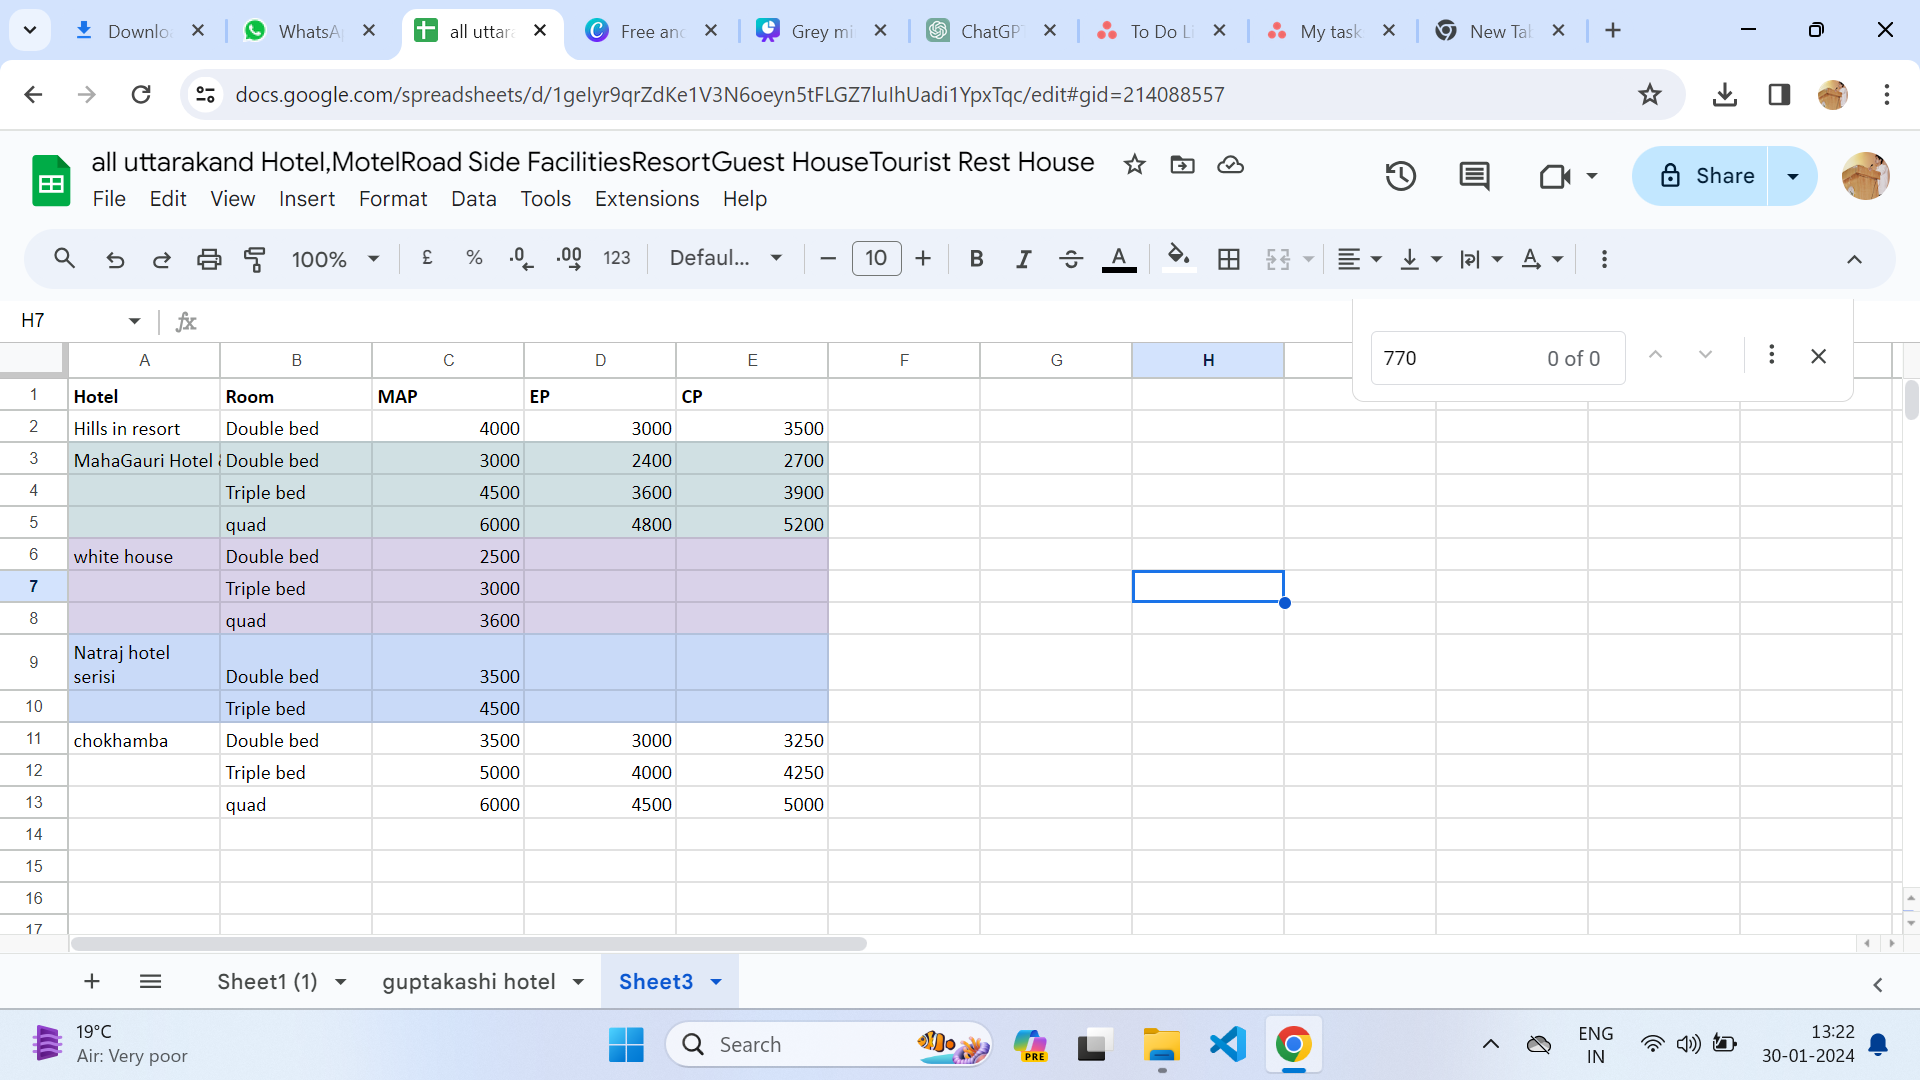 Downlo WhatsA all uttar Free and Grey mi ChatGP To Do Li My task New Tab
docs.google.com/spreadsheets/d/1gelyr9qrZdKe1V3N6oeyn5tFLGZ7luIhUadi1YpxTqc/edit#gid=214088557
all uttarakand Hotel,MotelRoad Side FacilitiesResortGuest HouseTourist Rest House
File Edit View Insert Format Data Tools Extensions Help
Share
100% £ % .0 .00 123 Defaul... 10 B I A
H7
770 0 of 0
A B C D E F G H
1 Hotel Room MAP EP CP
2 Hills in resort Double bed 4000 3000 3500
3 MahaGauri Hotel Double bed 3000 2400 2700
4 Triple bed 4500 3600 3900
5 quad 6000 4800 5200
6 white house Double bed 2500
7 Triple bed 3000
8 quad 3600
9 Natraj hotel
serisi Double bed 3500
10 Triple bed 4500
11 chokhamba Double bed 3500 3000 3250
12 Triple bed 5000 4000 4250
13 quad 6000 4500 5000
14
15
16
17
Sheet1 (1) guptakashi hotel Sheet3
19°C
Air: Very poor
Search
PRE
ENG
IN
13:22
30-01-2024